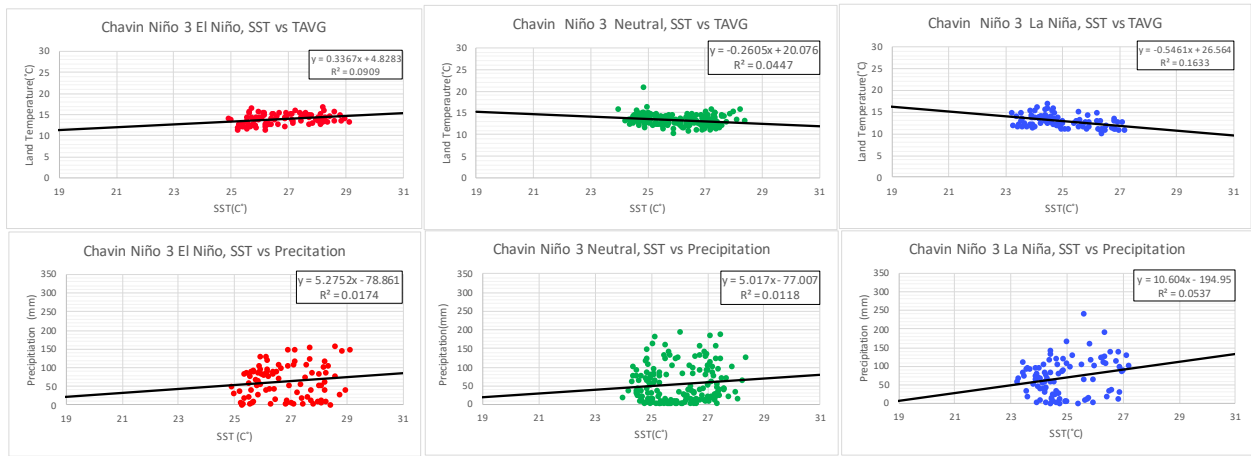 Chavin Niño 3 El Niño, SST vs TAVG
y = 0.3367x + 4.8283
R² = 0.0909
Land Temperature(˚C)
30
25
20
15
10
5
0
19 21 23 25 27 29 31
SST(C˚)
Chavin Niño 3 Neutral, SST vs TAVG
y = -0.2605x + 20.076
R² = 0.0447
Land Temperautre(˚C)
30
25
20
15
10
5
0
19 21 23 25 27 29 31
SST (C˚)
Chavin Niño 3 La Niña, SST vs TAVG
y = -0.5461x + 26.564
R² = 0.1633
Land Temperature(˚C)
30
25
20
15
10
5
0
19 21 23 25 27 29 31
SST (C˚)
Chavin Niño 3 El Niño, SST vs Precitation
y = 5.2752x - 78.861
R² = 0.0174
Precipitation (mm)
350
300
250
200
150
100
50
0
19 21 23 25 27 29 31
SST (C˚)
Chavin Niño 3 Neutral, SST vs Precipitation
y = 5.017x - 77.007
R² = 0.0118
Precipitation(mm)
350
300
250
200
150
100
50
0
19 21 23 25 27 29 31
SST(C˚)
Chavin Niño 3 La Niña, SST vs Precipitation
y = 10.604x - 194.95
R² = 0.0537
Precipitation (mm)
350
300
250
200
150
100
50
0
19 21 23 25 27 29 31
SST(˚C)